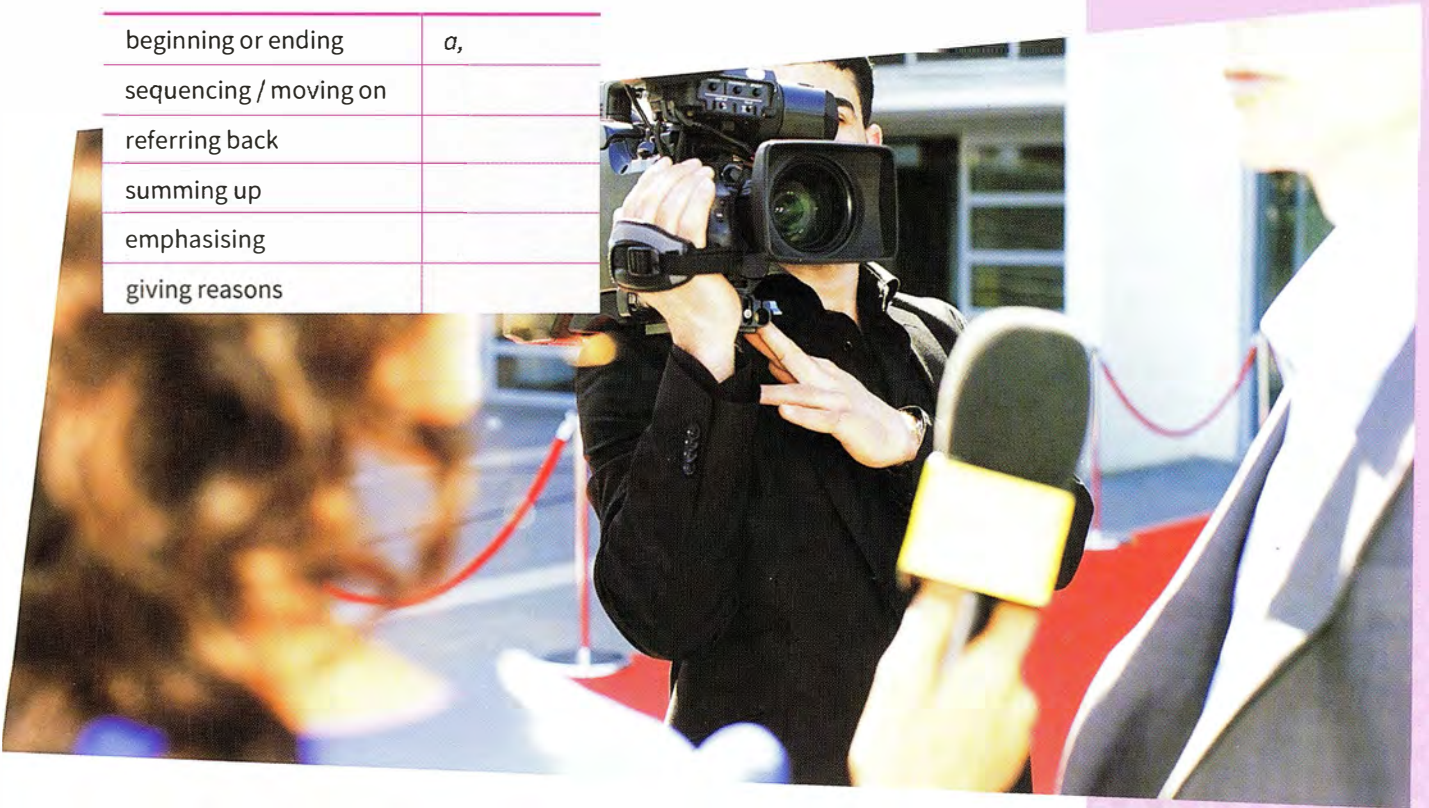 beginning or ending a,
sequencing / moving on
referring back
summing up
emphasising
giving reasons